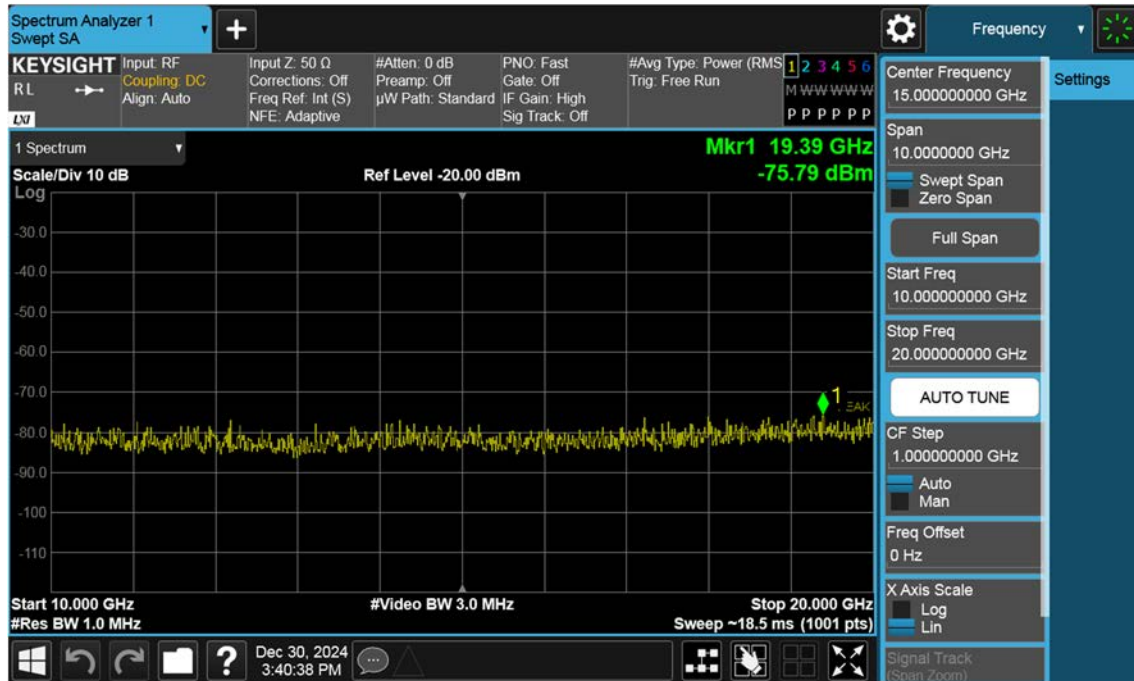 Spectrum Analyzer 1
Swept SA
Frequency
KEYSIGHT
RL
LXI
Input: RF
Coupling: DC
Align: Auto
Input Z: 50 Ω
Corrections: Off
Freq Ref: Int (S)
NFE: Adaptive
#Atten: 0 dB
Preamp: Off
µW Path: Standard
PNO: Fast
Gate: Off
IF Gain: High
Sig Track: Off
#Avg Type: Power (RMS
Trig: Free Run
1 2 3 4 5 6
M W W W W W
P P P P P P
1 Spectrum
Mkr1 19.39 GHz
-75.79 dBm
Scale/Div 10 dB
Ref Level -20.00 dBm
Log
-30.0
-40.0
-50.0
-60.0
-70.0
-80.0
-90.0
-100
-110
1
EAK
Start 10.000 GHz
#Video BW 3.0 MHz
Stop 20.000 GHz
#Res BW 1.0 MHz
Sweep ~18.5 ms (1001 pts)
Center Frequency
15.000000000 GHz
Span
10.0000000 GHz
Swept Span
Zero Span
Full Span
Start Freq
10.000000000 GHz
Stop Freq
20.000000000 GHz
AUTO TUNE
CF Step
1.000000000 GHz
Auto
Man
Freq Offset
0 Hz
X Axis Scale
Log
Lin
Signal Track
(Span Zoom)
Settings
?
Dec 30, 2024
3:40:38 PM